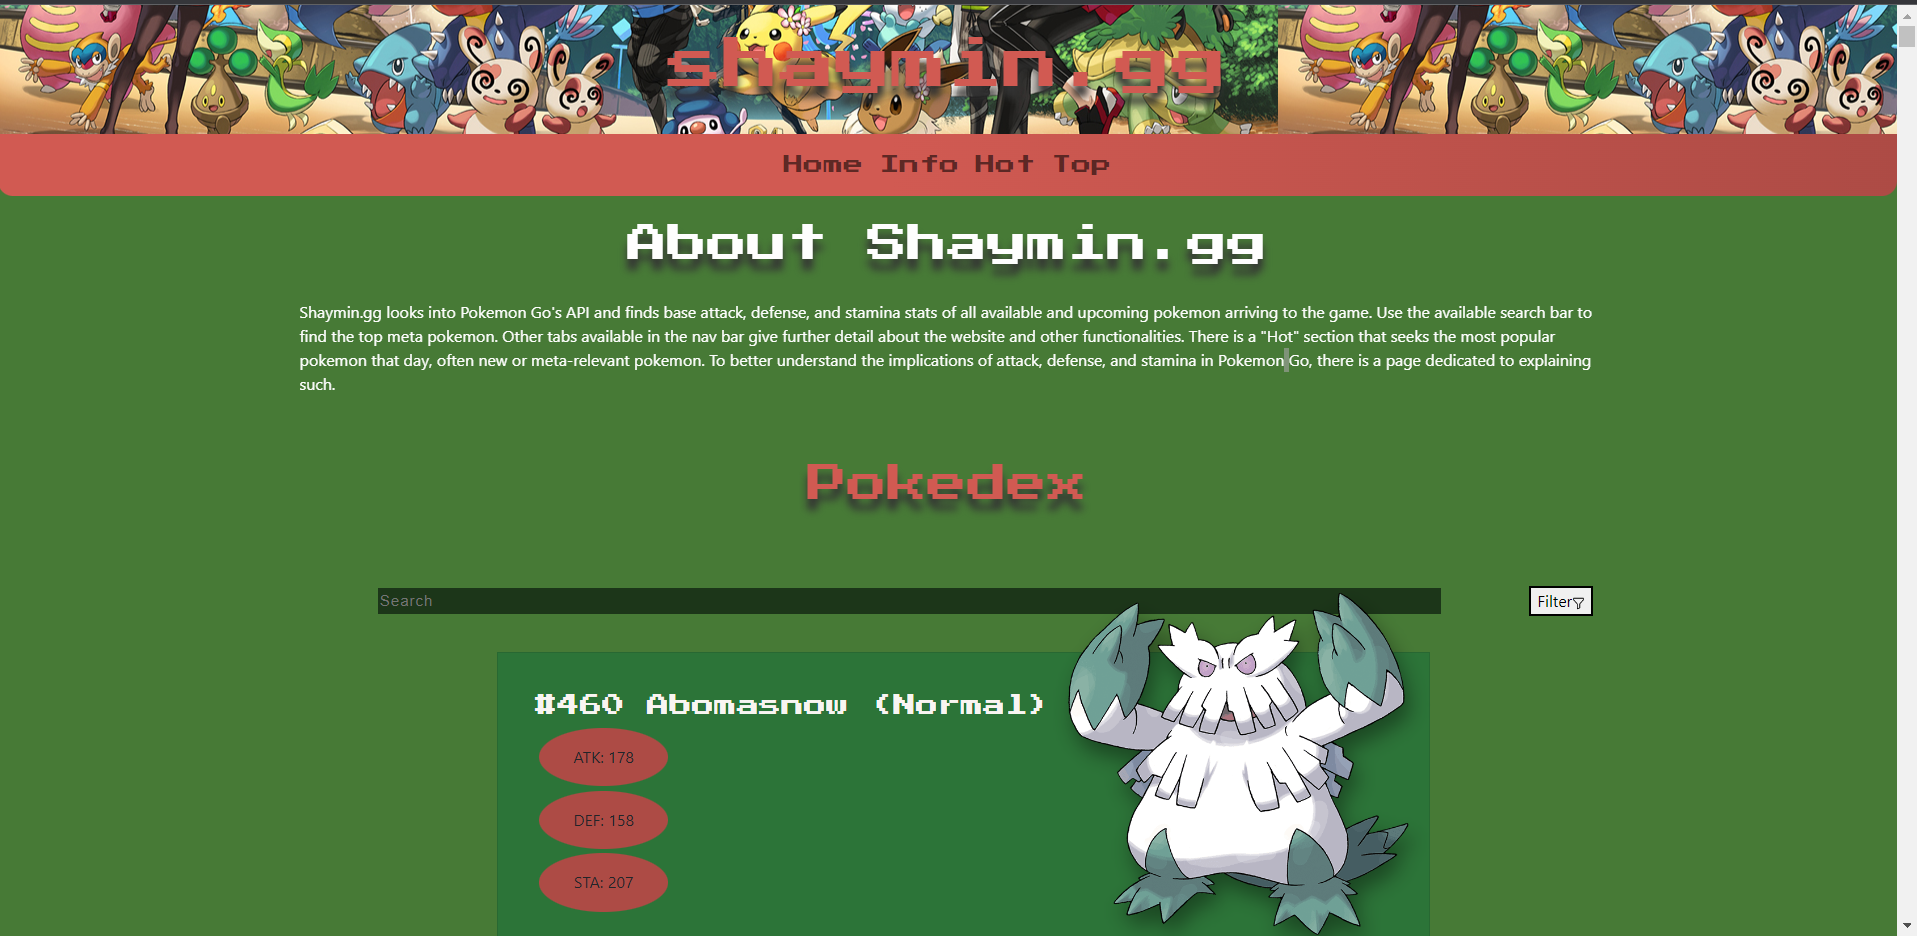 shaymin.gg
Home Info Hot Top
About Shaymin.gg
Shaymin.gg looks into Pokemon Go's API and finds base attack, defense, and stamina stats of all available and upcoming pokemon arriving to the game. Use the available search bar to
find the top meta pokemon. Other tabs available in the nav bar give further detail about the website and other functionalities. There is a "Hot" section that seeks the most popular
pokemon that day, often new or meta-relevant pokemon. To better understand the implications of attack, defense, and stamina in Pokemon Go, there is a page dedicated to explaining
such.
Pokedex
Search
Filter
#460 Abomasnow (Normal)
ATK: 178
DEF: 158
STA: 207